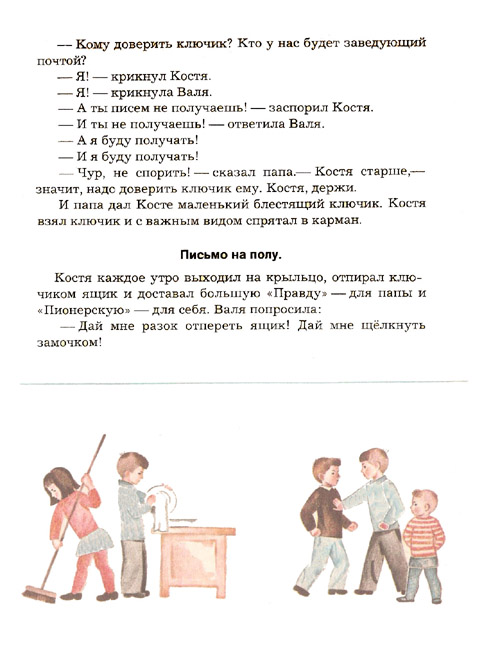 — Кому доверить ключик? Кто у нас будет заведующий
почтой?
— Я! — крикнул Костя.
— Я! — крикнула Валя.
— А ты писем не получаешь! — заспорил Костя.
— И ты не получаешь! — ответила Валя.
— А я буду получать!
— И я буду получать!
— Чур, не спорить! — сказал папа.— Костя старше,—
значит, надо доверить ключик ему. Костя, держи.
И папа дал Косте маленький блестящий ключик. Костя
взял ключик и с важным видом спрятал в карман.
Письмо на полу.
Костя каждое утро выходил на крыльцо, отпирал клю-
чиком ящик и доставал большую «Правду» — для папы и
«Пионерскую» — для себя. Валя попросила:
— Дай мне разок отпереть ящик! Дай мне щёлкнуть
замочком!